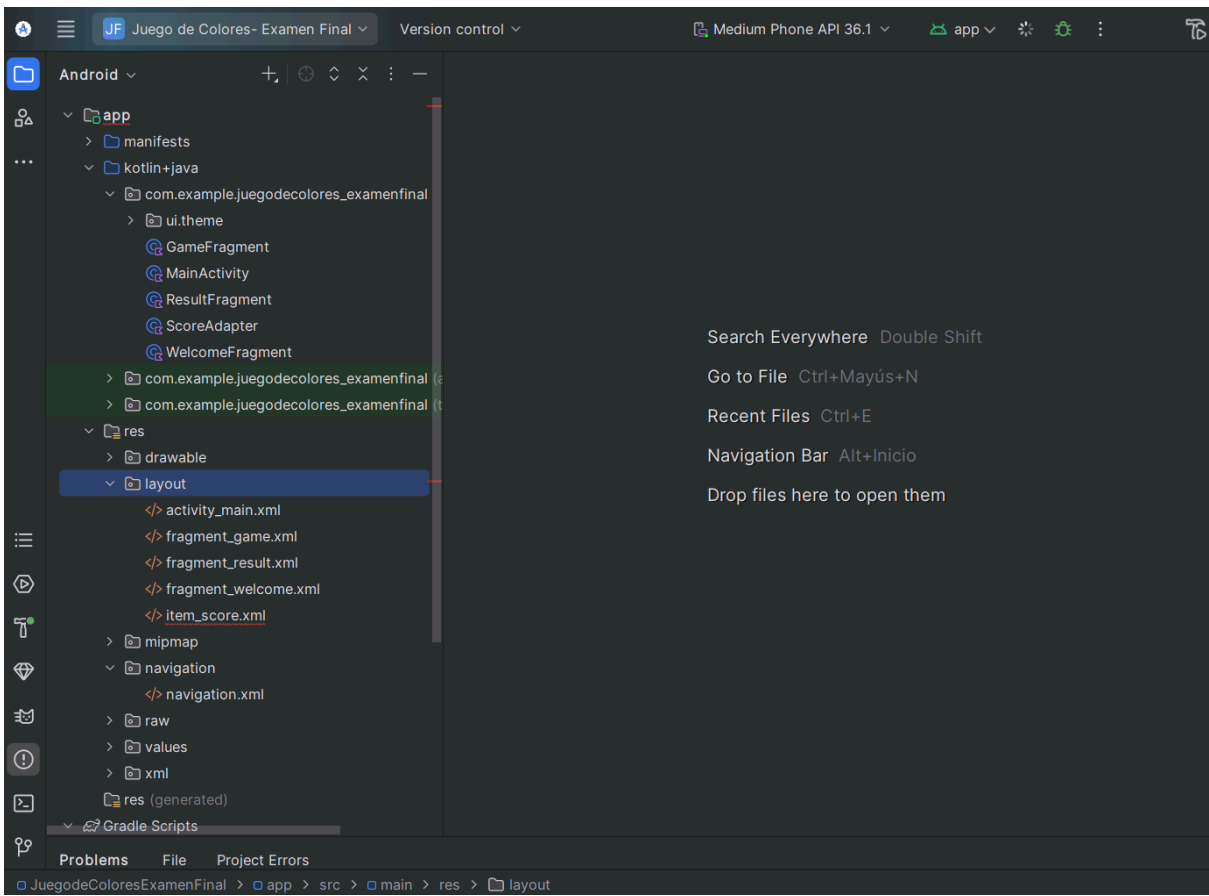 JF Juego de Colores- Examen Final Version control Medium Phone API 36.1 app
Android
app
manifests
kotlin+java
com.example.juegodecolores_examenfinal
ui.theme
GameFragment
MainActivity
ResultFragment
ScoreAdapter
WelcomeFragment
com.example.juegodecolores_examenfinal (a
com.example.juegodecolores_examenfinal (t
res
drawable
layout
</> activity_main.xml
</> fragment_game.xml
</> fragment_result.xml
</> fragment_welcome.xml
</> item_score.xml
mipmap
navigation
</> navigation.xml
raw
values
xml
res (generated)
Gradle Scripts
Search Everywhere Double Shift
Go to File Ctrl+Mayús+N
Recent Files Ctrl+E
Navigation Bar Alt+Inicio
Drop files here to open them
Problems File Project Errors
JuegodeColoresExamenFinal > app > src > main > res > layout